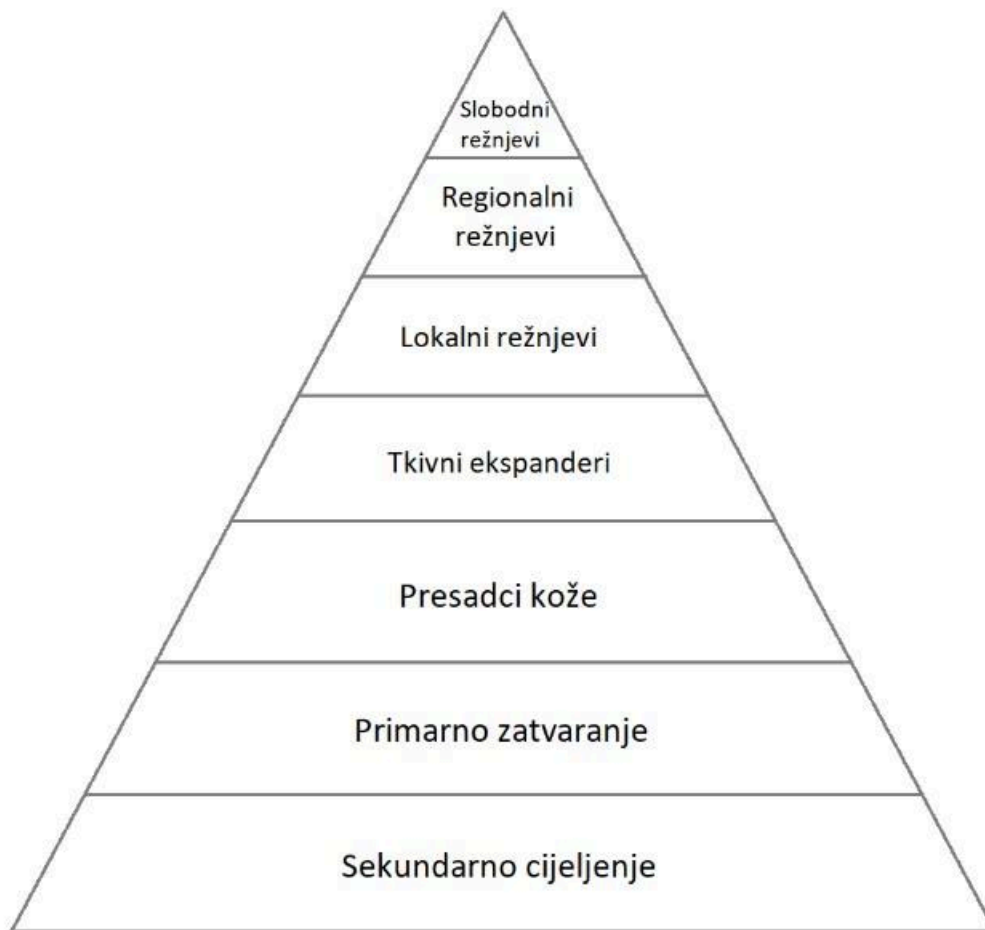 Slobodni
režnjevi
Regionalni
režnjevi
Lokalni režnjevi
Tkivni ekspanderi
Presadci kože
Primarno zatvaranje
Sekundarno cijeljenje